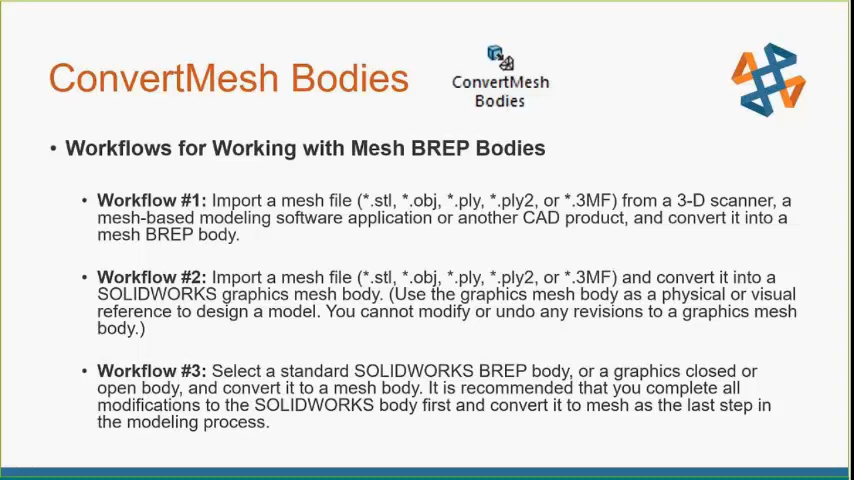 ConvertMesh Bodies
ConvertMesh
Bodies
• Workflows for Working with Mesh BREP Bodies
• Workflow #1: Import a mesh file (*.stl, *.obj, *.ply, *.ply2, or *.3MF) from a 3-D scanner, a
mesh-based modeling software application or another CAD product, and convert it into a
mesh BREP body.
• Workflow #2: Import a mesh file (*.stl, *.obj, *.ply, *.ply2, or *.3MF) and convert it into a
SOLIDWORKS graphics mesh body. (Use the graphics mesh body as a physical or visual
reference to design a model. You cannot modify or undo any revisions to a graphics mesh
body.)
• Workflow #3: Select a standard SOLIDWORKS BREP body, or a graphics closed or
open body, and convert it to a mesh body. It is recommended that you complete all
modifications to the SOLIDWORKS body first and convert it to mesh as the last step in
the modeling process.